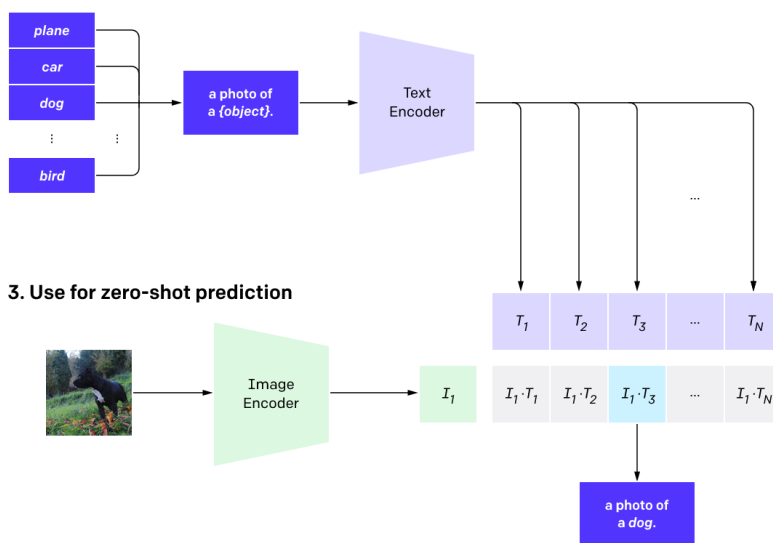 plane
car
dog
⋮ ⋮
bird
a photo of
a {object}.
Text
Encoder
...
3. Use for zero-shot prediction
T1 T2 T3 ... TN
Image
Encoder
I1
I1·T1 I1·T2 I1·T3 ... I1·TN
a photo of
a dog.